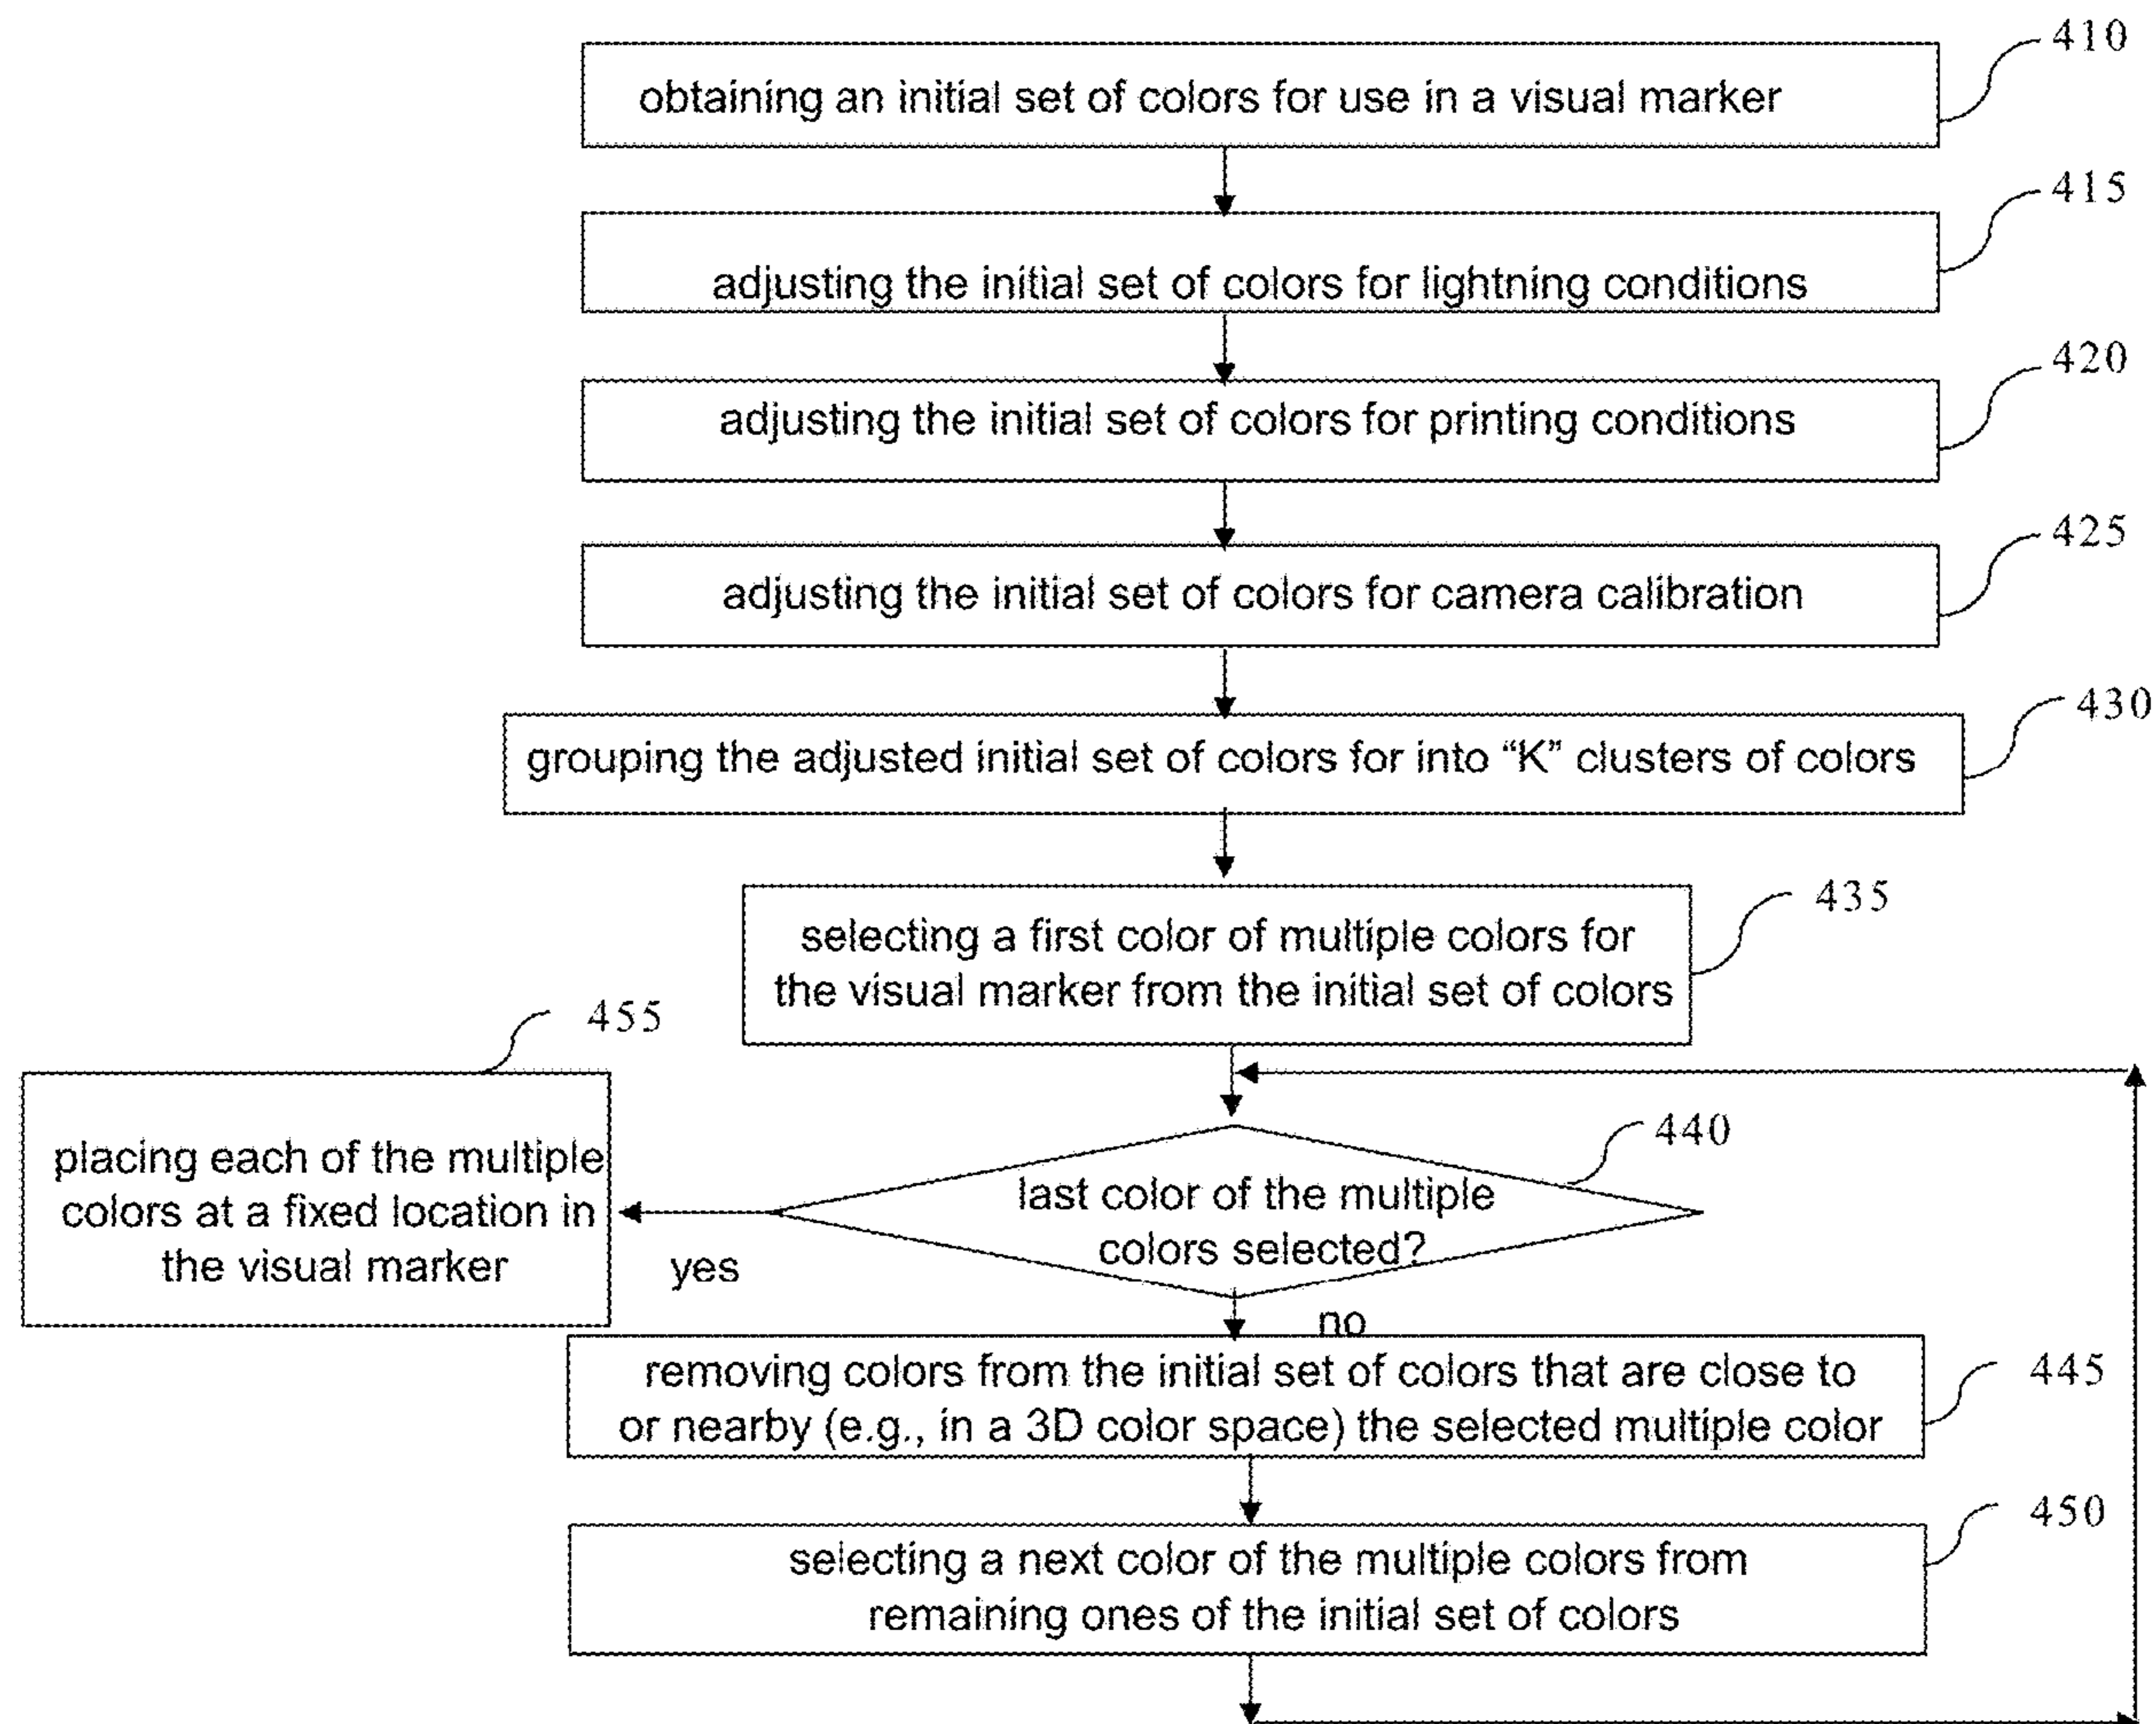 410
obtaining an initial set of colors for use in a visual marker
415
adjusting the initial set of colors for lightning conditions
420
adjusting the initial set of colors for printing conditions
425
adjusting the initial set of colors for camera calibration
430
grouping the adjusted initial set of colors for into “K” clusters of colors
435
selecting a first color of multiple colors for
the visual marker from the initial set of colors
455
placing each of the multiple
colors at a fixed location in
the visual marker
440
last color of the multiple
colors selected?
yes
no
removing colors from the initial set of colors that are close to
or nearby (e.g., in a 3D color space) the selected multiple color
445
selecting a next color of the multiple colors from
remaining ones of the initial set of colors
450